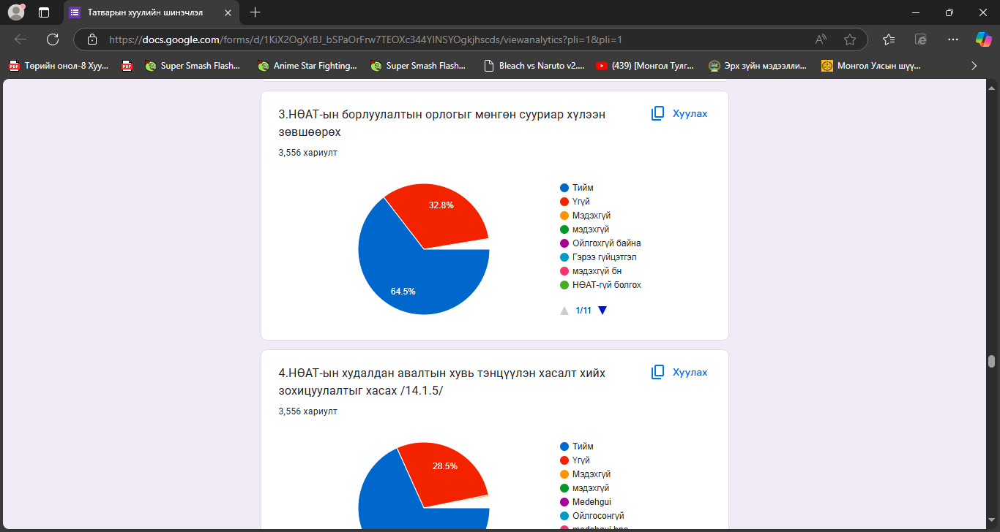 Татварын хуулийн шинэчлэл
https://docs.google.com/forms/d/1KiX2OgXrBJ_bSPaOrFrw7TEOXc344YINSYOgkjhscds/viewanalytics?pli=1&pli=1
Төрийн онол-8 Хуу...
Super Smash Flash...
Anime Star Fighting...
Super Smash Flash...
Bleach vs Naruto v2....
(439) [Монгол Тулг...
Эрх зүйн мэдээлли...
Монгол Улсын шүү...
3.НӨАТ-ын борлуулалтын орлогыг мөнгөн сууриар хүлээн
зөвшөөрөх
Хуулах
3,556 хариулт
32.8%
64.5%
Тийм
Үгүй
Мэдэхгүй
мэдэхгүй
Ойлгохгүй байна
Гэрээ гүйцэтгэл
мэдэхгүй бн
НӨАТ-гүй болгох
1/11
4.НӨАТ-ын худалдан авалтын хувь тэнцүүлэн хасалт хийх
зохицуулалтыг хасах /14.1.5/
Хуулах
3,556 хариулт
28.5%
Тийм
Үгүй
Мэдэхгүй
мэдэхгүй
Medehgui
Ойлгосонгүй